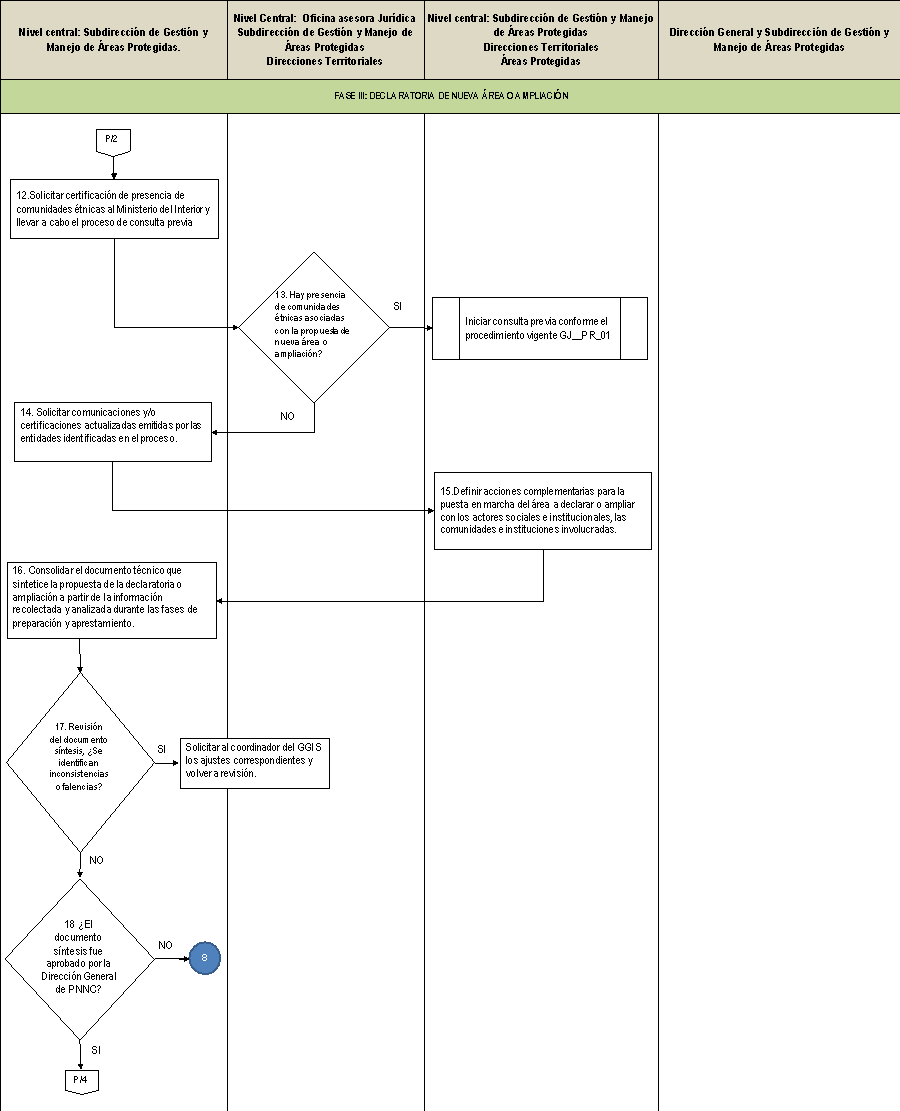 Nivel central: Subdirección de Gestión y
Manejo de Áreas Protegidas.
Nivel Central: Oficina asesora Jurídica
Subdirección de Gestión y Manejo de
Áreas Protegidas
Direcciones Territoriales
Nivel central: Subdirección de Gestión y Manejo
de Áreas Protegidas
Direcciones Territoriales
Áreas Protegidas
Dirección General y Subdirección de Gestión y
Manejo de Áreas Protegidas
FASE III: DECLARATORIA DE NUEVA ÁREA O AMPLIACIÓN
P/2
12.Solicitar certificación de presencia de
comunidades étnicas al Ministerio del Interior y
llevar a cabo el proceso de consulta previa
13. Hay presencia
de comunidades
étnicas asociadas
con la propuesta de
nueva área o
ampliación?
SI
Iniciar consulta previa conforme el
procedimiento vigente GJ__PR_01
NO
14. Solicitar comunicaciones y/o
certificaciones actualizadas emitidas por las
entidades identificadas en el proceso.
15.Definir acciones complementarias para la
puesta en marcha del área a declarar o ampliar
con los actores sociales e institucionales, las
comunidades e instituciones involucradas.
16. Consolidar el documento técnico que
sintetice la propuesta de la declaratoria o
ampliación a partir de la información
recolectada y analizada durante las fases de
preparación y aprestamiento.
17. Revisión
del documento
síntesis, ¿Se
identifican
inconsistencias
o falencias?
SI
Solicitar al coordinador del GGIS
los ajustes correspondientes y
volver a revisión.
NO
18 ¿El
documento
síntesis fue
aprobado por la
Dirección General
de PNNC?
NO
8
SI
P/4